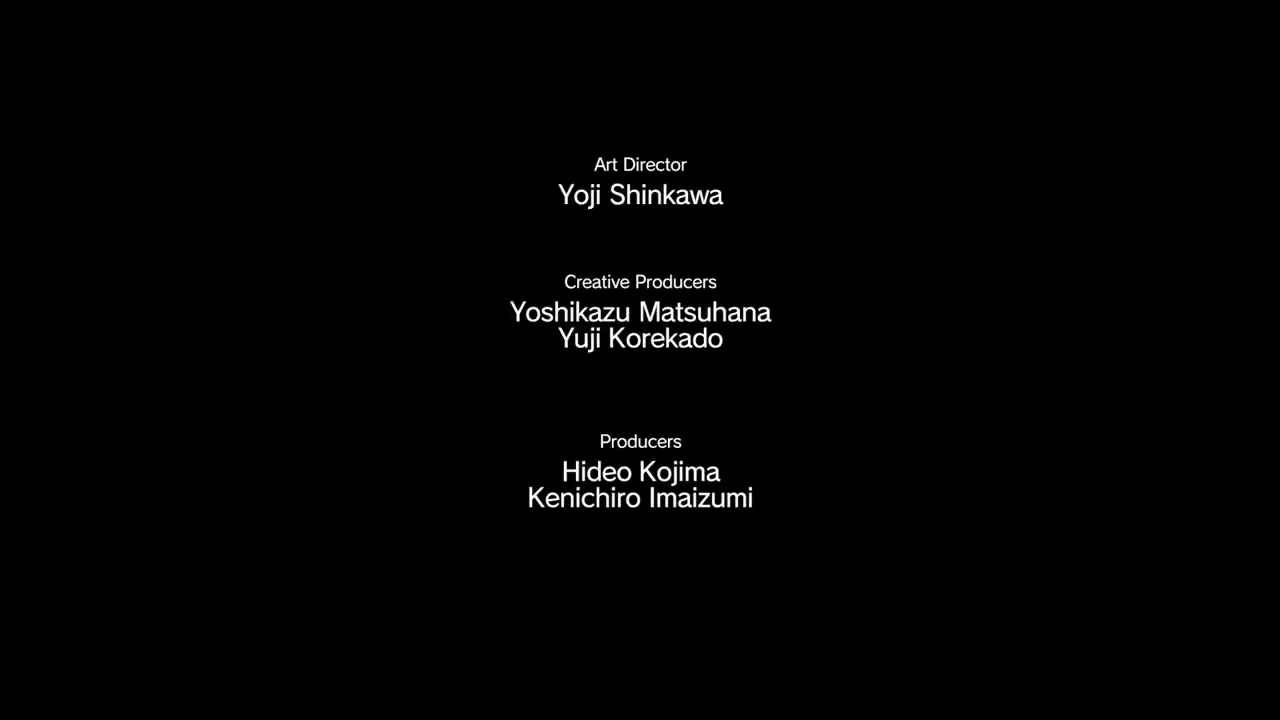 Art Director
Yoji Shinkawa
Creative Producers
Yoshikazu Matsuhana
Yuji Korekado
Producers
Hideo Kojima
Kenichiro Imaizumi